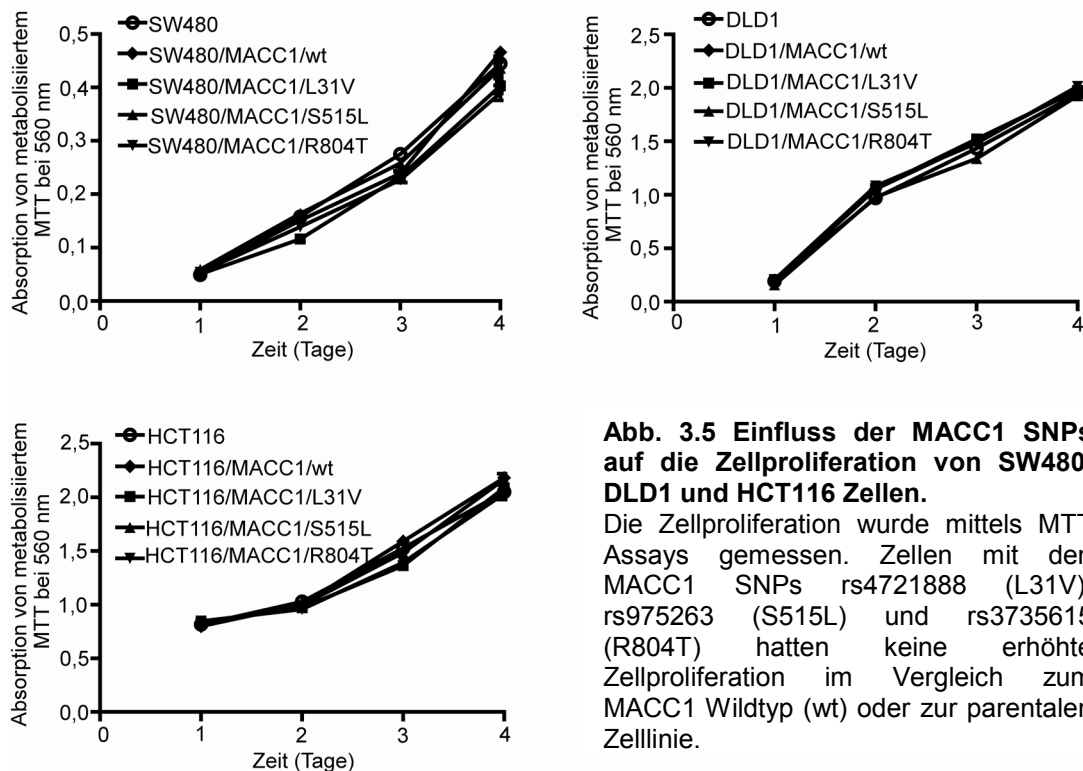 SW480
SW480/MACC1/wt
SW480/MACC1/L31V
SW480/MACC1/S515L
SW480/MACC1/R804T
Absorption von metabolisiiertem
MTT bei 560 nm
0,5
0,4
0,3
0,2
0,1
0,0
0 1 2 3 4
Zeit (Tage)
DLD1
DLD1/MACC1/wt
DLD1/MACC1/L31V
DLD1/MACC1/S515L
DLD1/MACC1/R804T
Absorption von metabolisiiertem
MTT bei 560 nm
2,5
2,0
1,5
1,0
0,5
0,0
0 1 2 3 4
Zeit (Tage)
HCT116
HCT116/MACC1/wt
HCT116/MACC1/L31V
HCT116/MACC1/S515L
HCT116/MACC1/R804T
Absorption von metabolisiiertem
MTT bei 560 nm
2,5
2,0
1,5
1,0
0,5
0,0
0 1 2 3 4
Zeit (Tage)
Abb. 3.5 Einfluss der MACC1 SNPs
auf die Zellproliferation von SW480
DLD1 und HCT116 Zellen.
Die Zellproliferation wurde mittels MTT
Assays gemessen. Zellen mit den
MACC1 SNPs rs4721888 (L31V)
rs975263 (S515L) und rs3735615
(R804T) hatten keine erhöhte
Zellproliferation im Vergleich zum
MACC1 Wildtyp (wt) oder zur parentalen
Zelllinie.